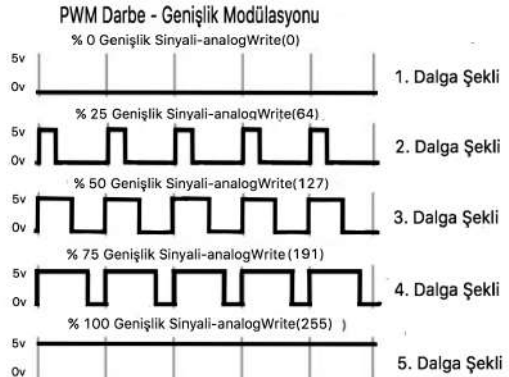 PWM Darbe - Genişlik Modülasyonu
% 0 Genişlik Sinyali-analogWrite(0)
5v
0v
1. Dalga Şekli
% 25 Genişlik Sinyali-analogWrite(64)
5v
0v
2. Dalga Şekli
% 50 Genişlik Sinyali-analogWrite(127)
5v
0v
3. Dalga Şekli
% 75 Genişlik Sinyali-analogWrite (191)
5v
0v
4. Dalga Şekli
% 100 Genişlik Sinyali-analogWrite(255) )
5v
0v
5. Dalga Şekli